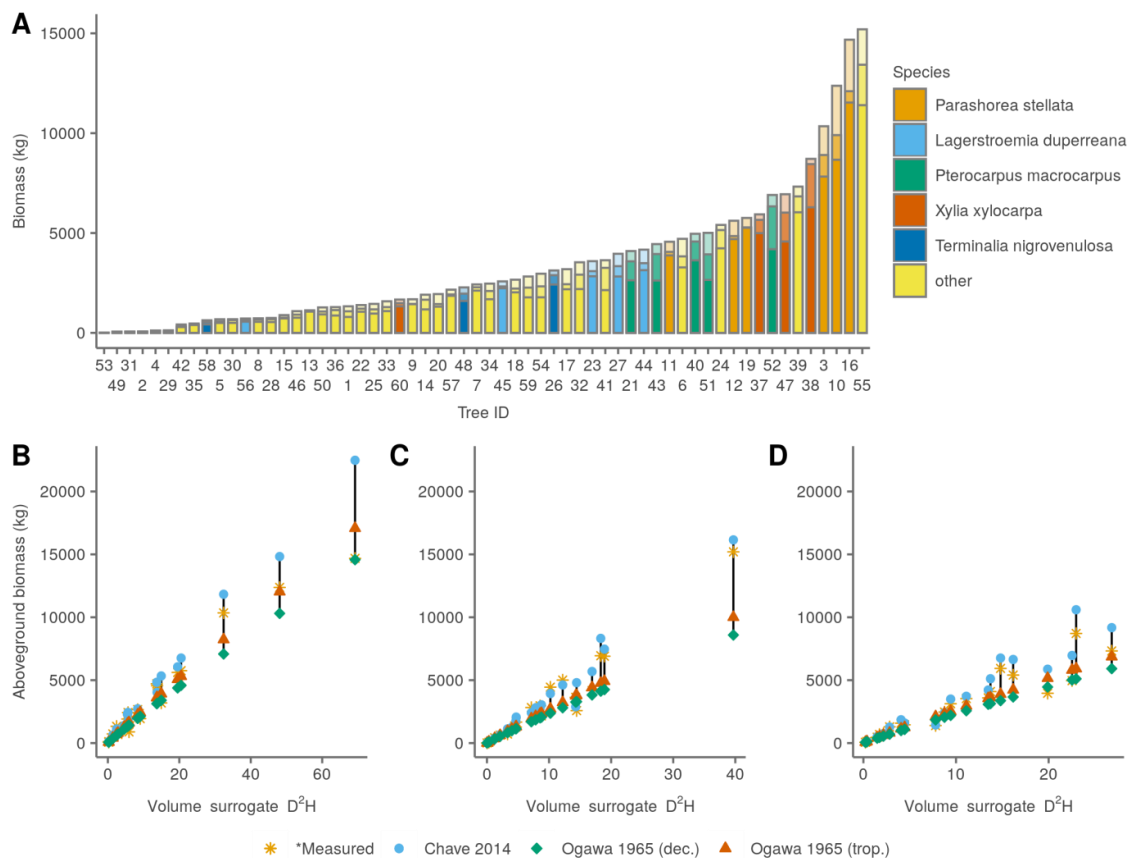 A
15000
10000
5000
0
Biomass (kg)
53 31 4 42 58 30 8 15 13 36 22 33 9 20 48 34 18 54 17 23 27 44 11 40 24 19 52 39 3 16
49 2 29 35 5 56 28 46 50 1 25 60 14 57 7 45 59 26 32 41 21 43 6 51 12 37 47 38 10 55
Tree ID
Species
Parashorea stellata
Lagerstroemia duperreana
Pterocarpus macrocarpus
Xylia xylocarpa
Terminalia nigrovenulosa
other
B
20000
15000
10000
5000
0
Aboveground biomass (kg)
0 20 40 60
Volume surrogate D²H
C
20000
15000
10000
5000
0
0 10 20 30 40
Volume surrogate D²H
D
20000
15000
10000
5000
0
0 10 20
Volume surrogate D²H
*Measured Chave 2014 Ogawa 1965 (dec.) Ogawa 1965 (trop.)